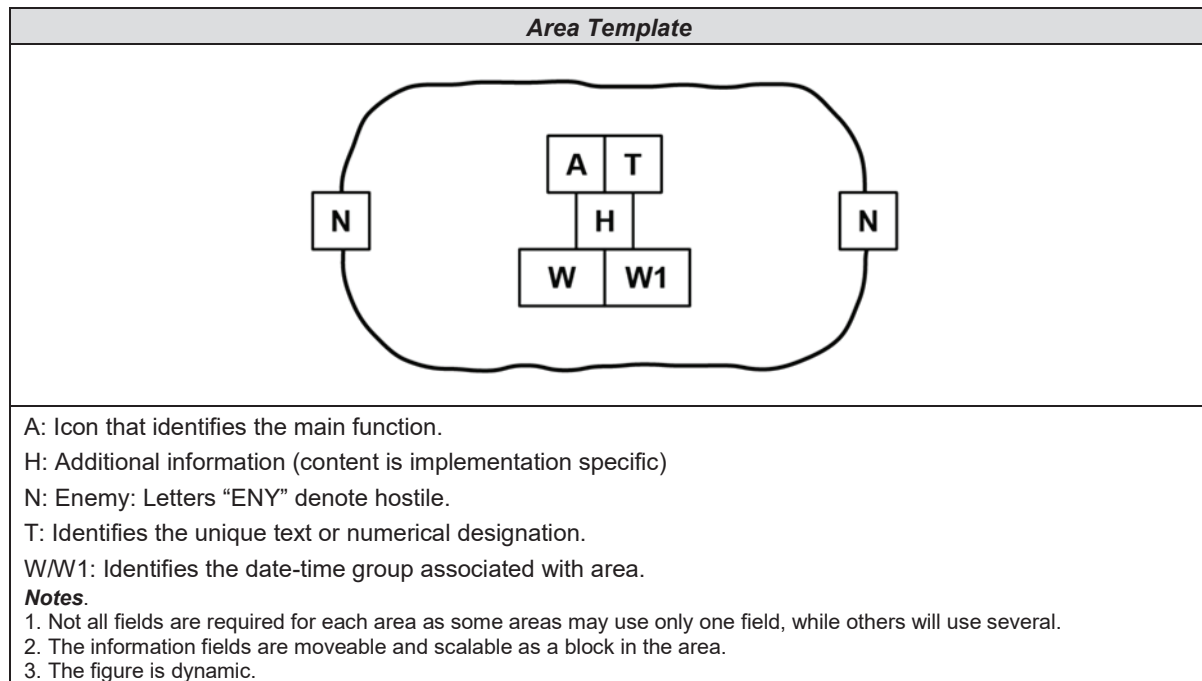 Area Template
A T
N H N
W W1
A: Icon that identifies the main function.
H: Additional information (content is implementation specific)
N: Enemy: Letters “ENY” denote hostile.
T: Identifies the unique text or numerical designation.
W/W1: Identifies the date-time group associated with area.
Notes.
1. Not all fields are required for each area as some areas may use only one field, while others will use several.
2. The information fields are moveable and scalable as a block in the area.
3. The figure is dynamic.